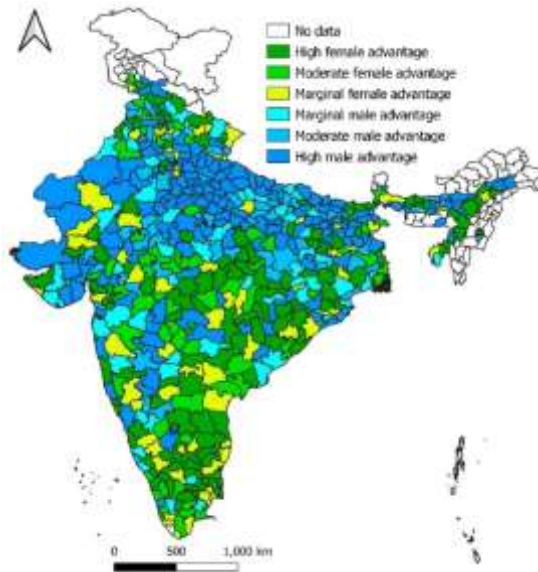 No data
High female advantage
Moderate female advantage
Marginal female advantage
Marginal male advantage
Moderate male advantage
High male advantage
0 500 1,000 km